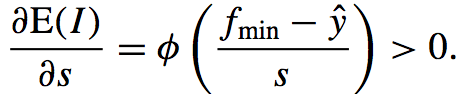 ∂E(I)/∂s = ϕ((f_min − ŷ)/s) > 0.